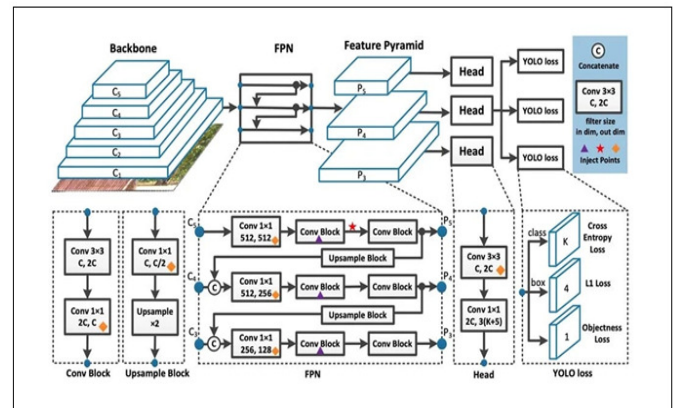 Backbone
FPN
Feature Pyramid
C5
C4
C3
C2
C1
P5
P4
P3
Head
Head
Head
YOLO loss
YOLO loss
YOLO loss
C
Concatenate
Conv 3×3
C, 2C
filter size
in dim, out dim
Inject Points
Conv 3×3
C, 2C
Conv 1×1
2C, C
Conv Block
Conv 1×1
C, C/2
Upsample
×2
Upsample Block
C5
Conv 1×1
512, 512
Conv Block
Conv Block
P5
Upsample Block
C4
C
Conv 1×1
512, 256
Conv Block
Conv Block
P4
Upsample Block
C3
C
Conv 1×1
256, 128
Conv Block
Conv Block
P3
FPN
Conv 3×3
C, 2C
Conv 1×1
2C, 3(K+5)
Head
class
K
Cross
Entropy
Loss
box
4
L1 Loss
1
Objectness
Loss
YOLO loss